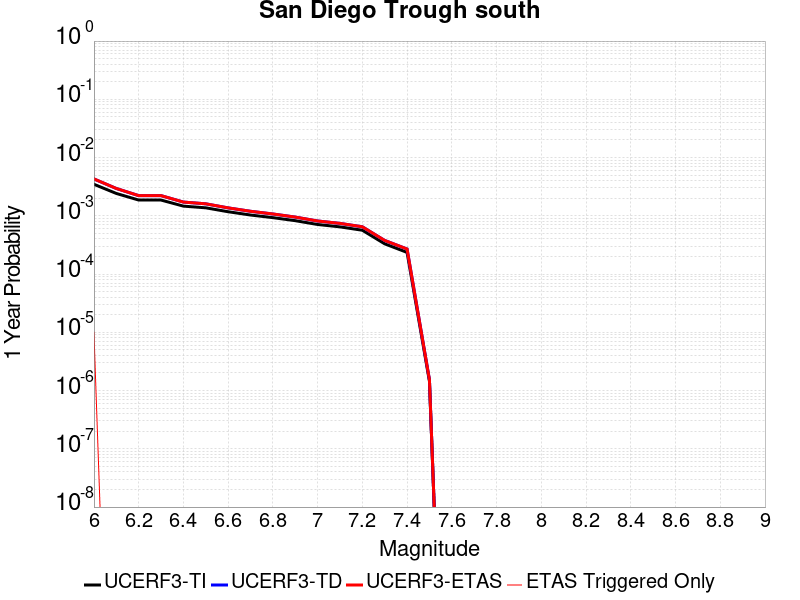 San Diego Trough south
1 Year Probability
10^0
10^-1
10^-2
10^-3
10^-4
10^-5
10^-6
10^-7
10^-8
6 6.2 6.4 6.6 6.8 7 7.2 7.4 7.6 7.8 8 8.2 8.4 8.6 8.8 9
Magnitude
UCERF3-TI UCERF3-TD UCERF3-ETAS ETAS Triggered Only